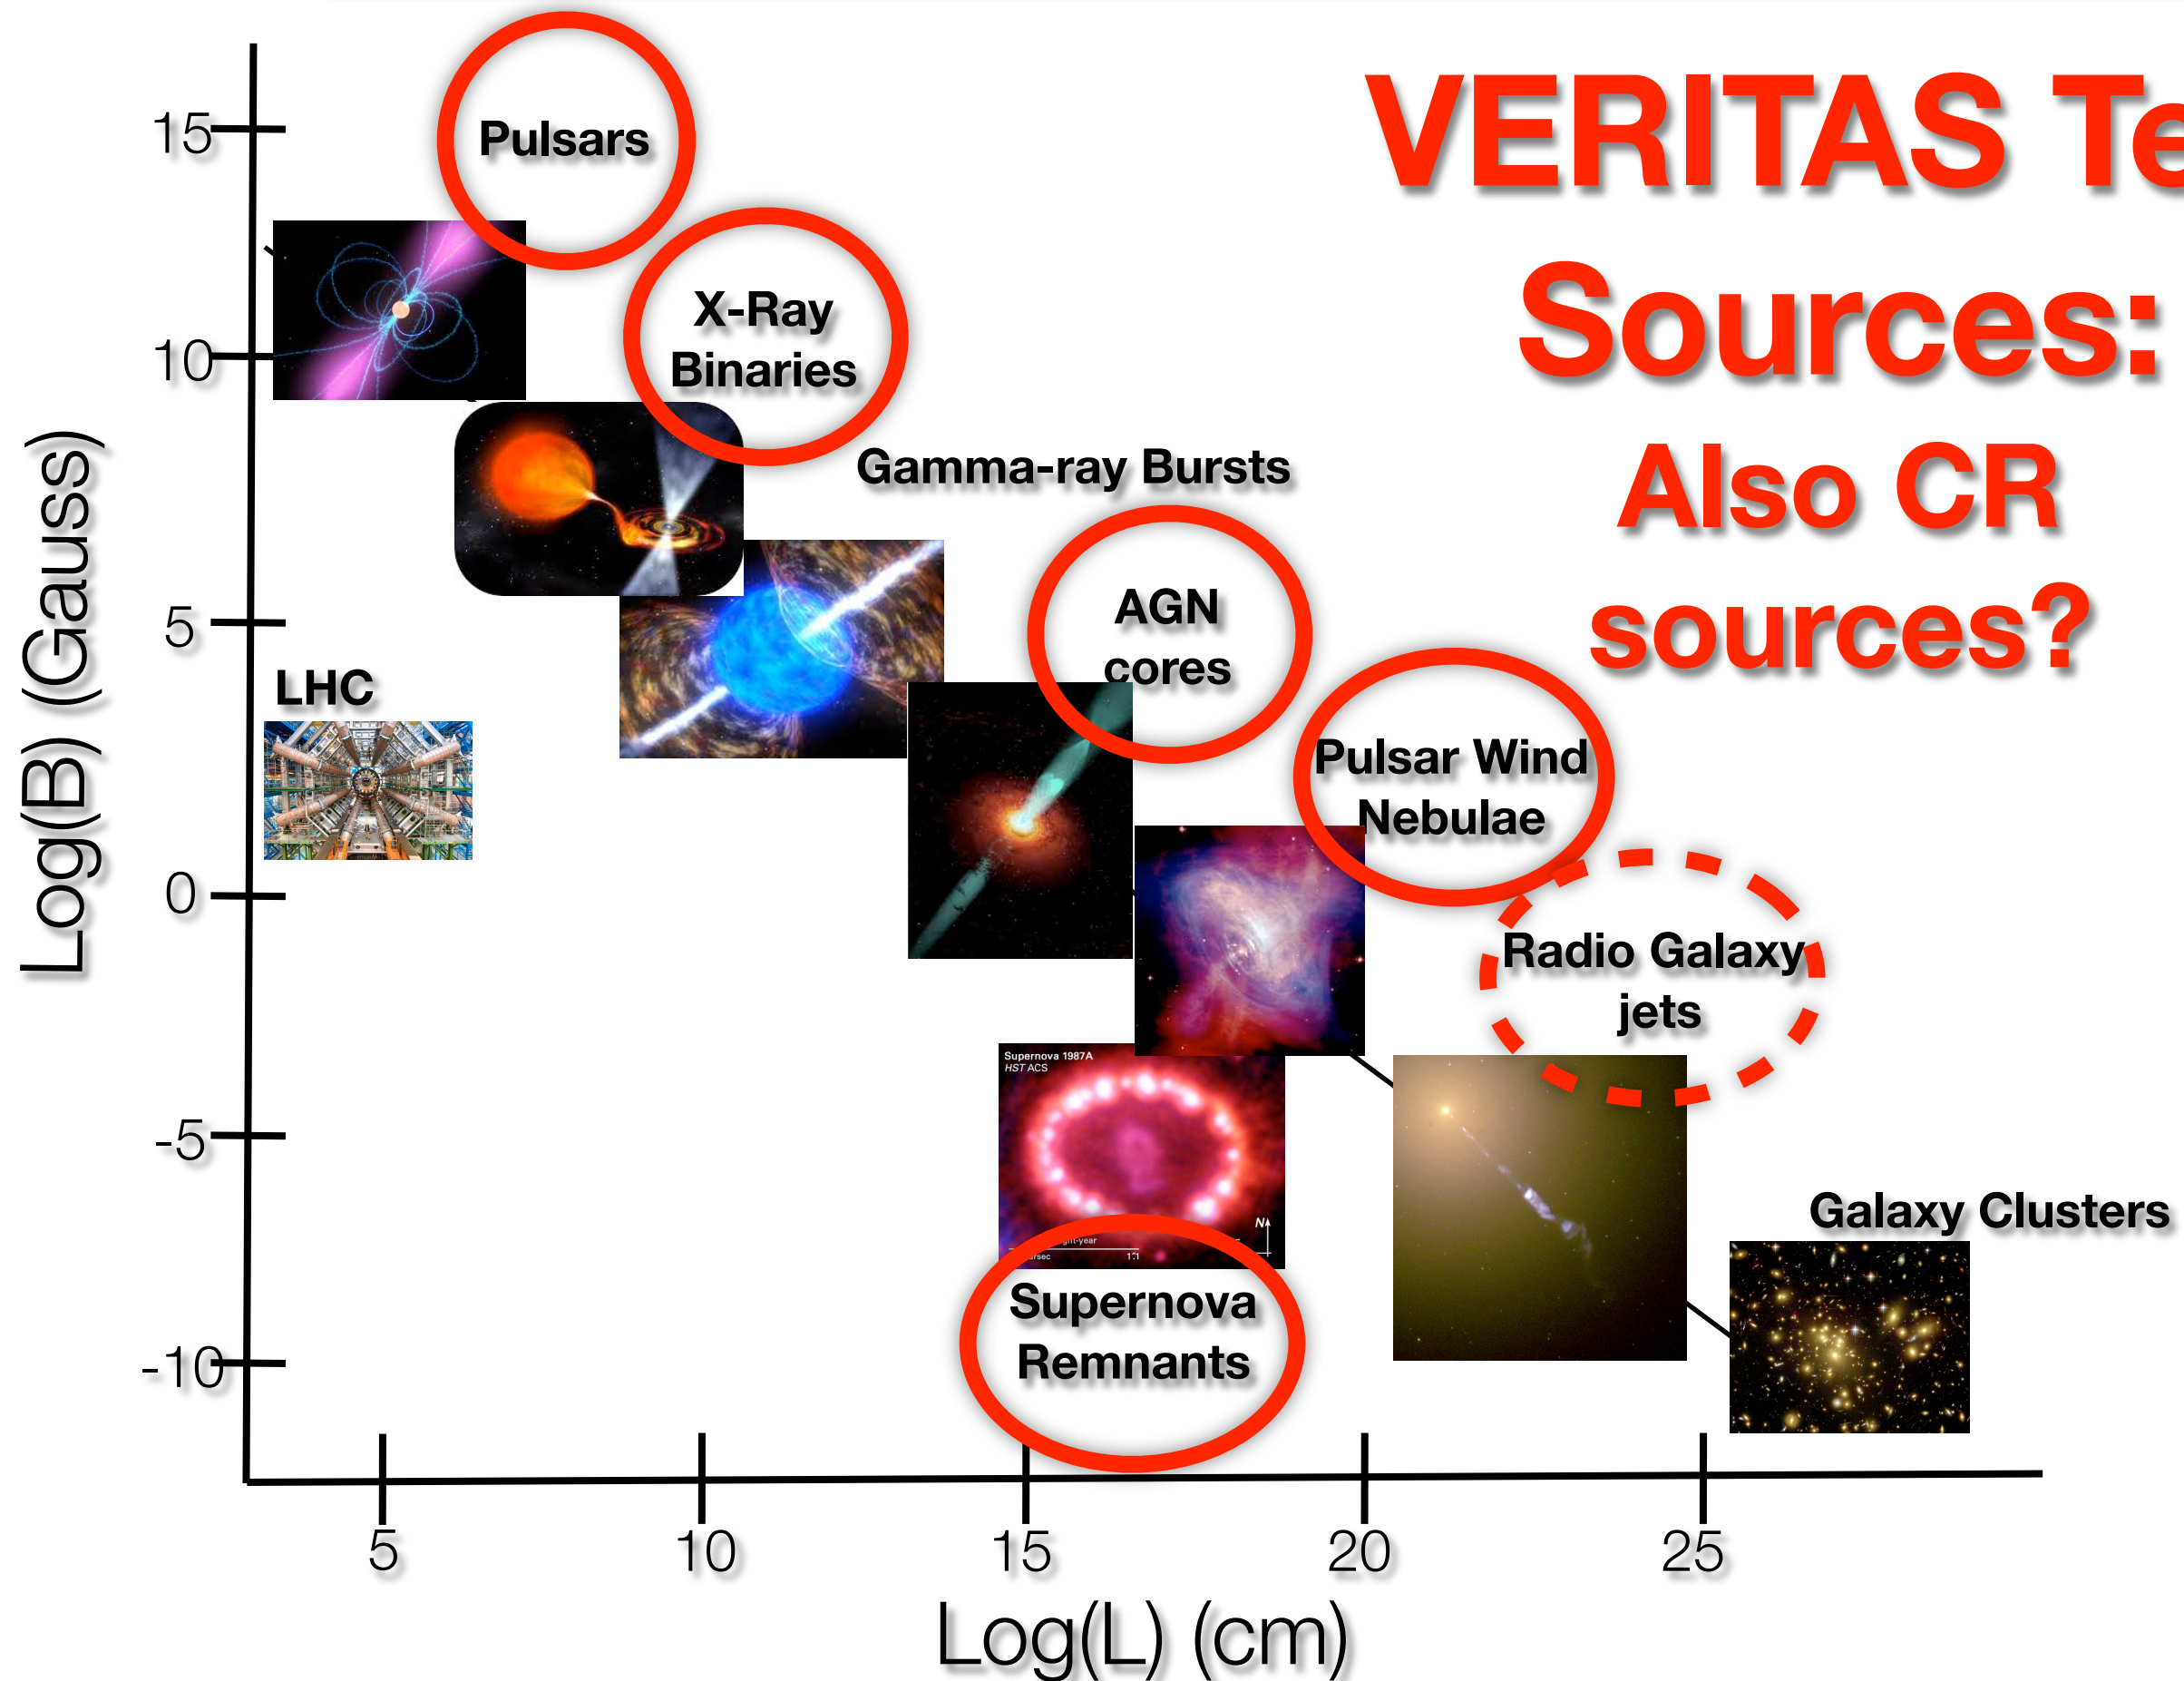 VERITAS Te
Sources:
Also CR
sources?
Pulsars
X-Ray
Binaries
Gamma-ray Bursts
AGN
cores
LHC
Pulsar Wind
Nebulae
Radio Galaxy
jets
Supernova 1987A
HST ACS
N
1.1
Supernova
Remnants
Galaxy Clusters
Log(B) (Gauss)
15
10
5
0
-5
-10
5
10
15
20
25
Log(L) (cm)